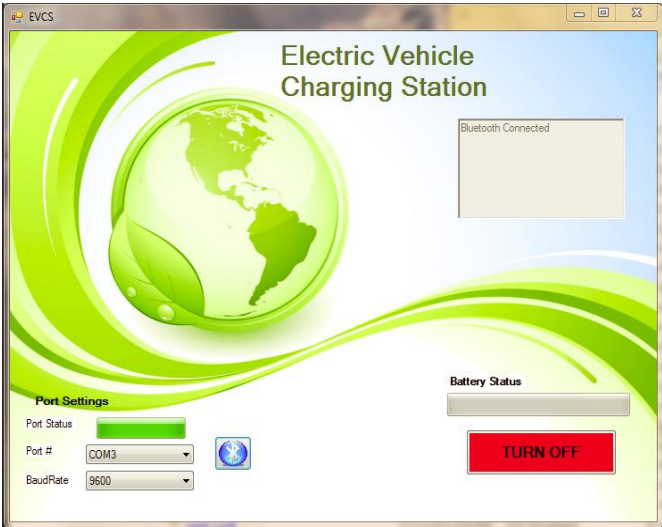 EVCS
Electric Vehicle
Charging Station
Bluetooth Connected
Battery Status
Port Settings
Port Status
Port #
COM3
TURN OFF
BaudRate
9600